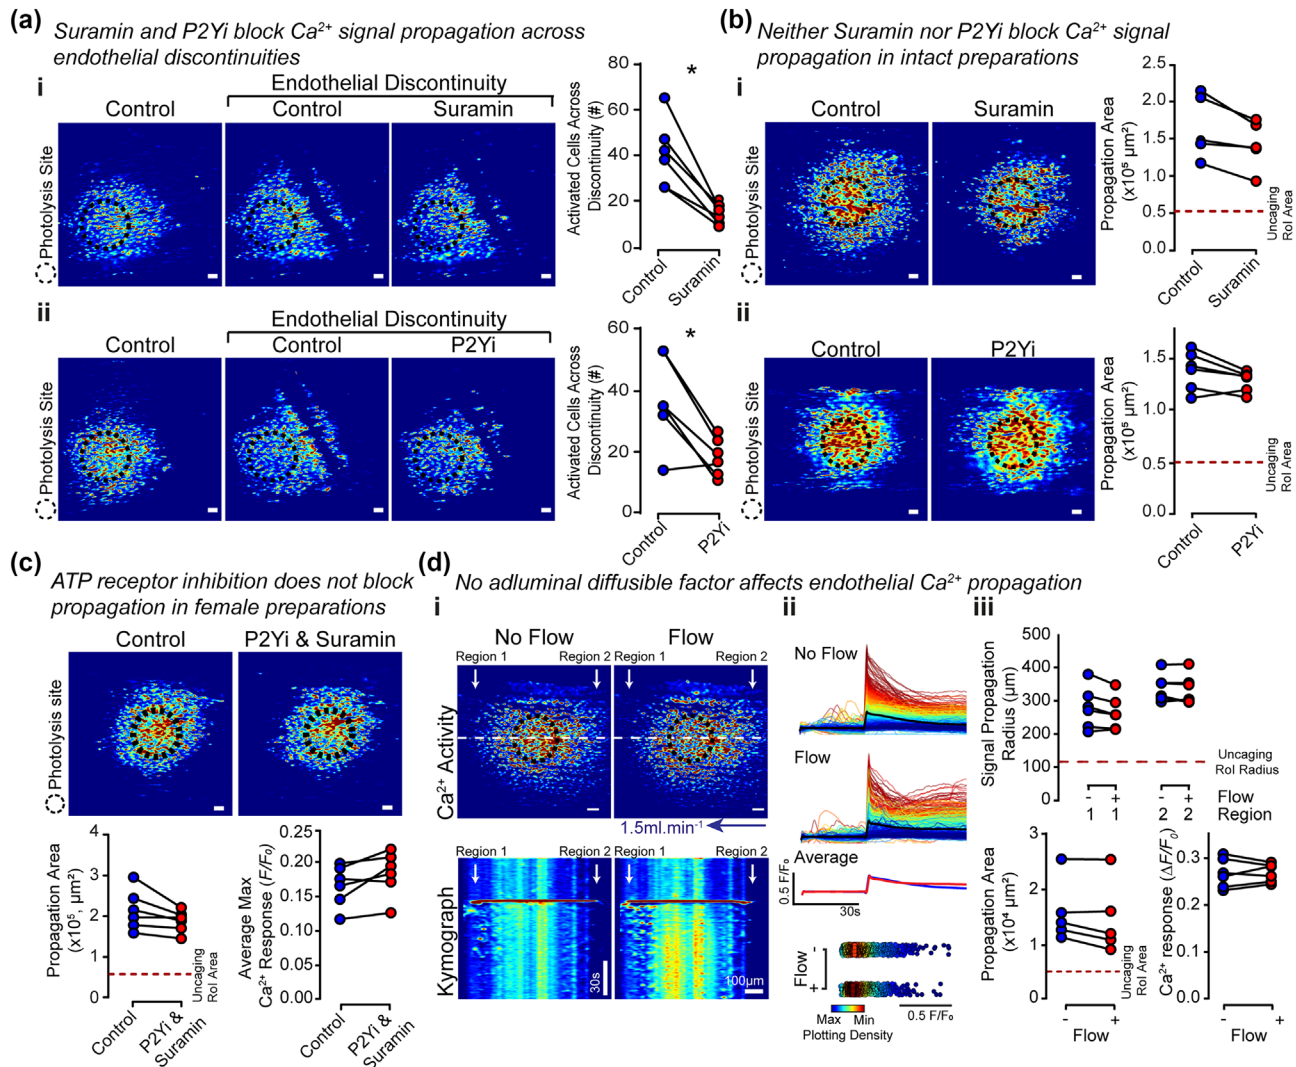 (a)
Suramin and P2Yi block Ca²⁺ signal propagation across
endothelial discontinuities
i
Endothelial Discontinuity
Control
Control
Suramin
Photolysis Site
Activated Cells Across
Discontinuity (#)
80
60
40
20
0
*
Control
Suramin
ii
Endothelial Discontinuity
Control
Control
P2Yi
Photolysis Site
Activated Cells Across
Discontinuity (#)
60
40
20
0
*
Control
P2Yi
(b)
Neither Suramin nor P2Yi block Ca²⁺ signal
propagation in intact preparations
i
Control
Suramin
Photolysis Site
Propagation Area
(x10⁵ µm²)
2.5
2.0
1.5
1.0
0.5
0.0
Uncaging
RoI Area
Control
Suramin
ii
Control
P2Yi
Photolysis Site
Propagation Area
(x10⁵ µm²)
1.5
1.0
0.5
0.0
Uncaging
RoI Area
Control
P2Yi
(c)
ATP receptor inhibition does not block
propagation in female preparations
Control
P2Yi & Suramin
Photolysis site
Propagation Area
(x10⁵, µm²)
4
3
2
1
0
Uncaging
RoI Area
Control
P2Yi &
Suramin
Average Max
Ca²⁺ Response (F/F₀)
0.25
0.20
0.15
0.10
0.05
0.00
Control
P2Yi &
Suramin
(d)
No adluminal diffusible factor affects endothelial Ca²⁺ propagation
i
No Flow
Flow
Region 1
Region 2
Region 1
Region 2
Ca²⁺ Activity
1.5ml.min⁻¹
Region 1
Region 2
Region 1
Region 2
Kymograph
30s
100µm
ii
No Flow
Flow
Average
0.5 F/F₀
30s
Flow
-
+
Max
Min
Plotting Density
0.5 F/F₀
iii
Signal Propagation
Radius (µm)
500
400
300
200
100
0
Uncaging
RoI Radius
- + - + Flow
1 1 2 2 Region
Propagation Area
(x10⁴ µm²)
3
2
1
0
Uncaging
RoI Area
- +
Flow
Ca²⁺ response (ΔF/F₀)
0.3
0.2
0.1
0.0
- +
Flow